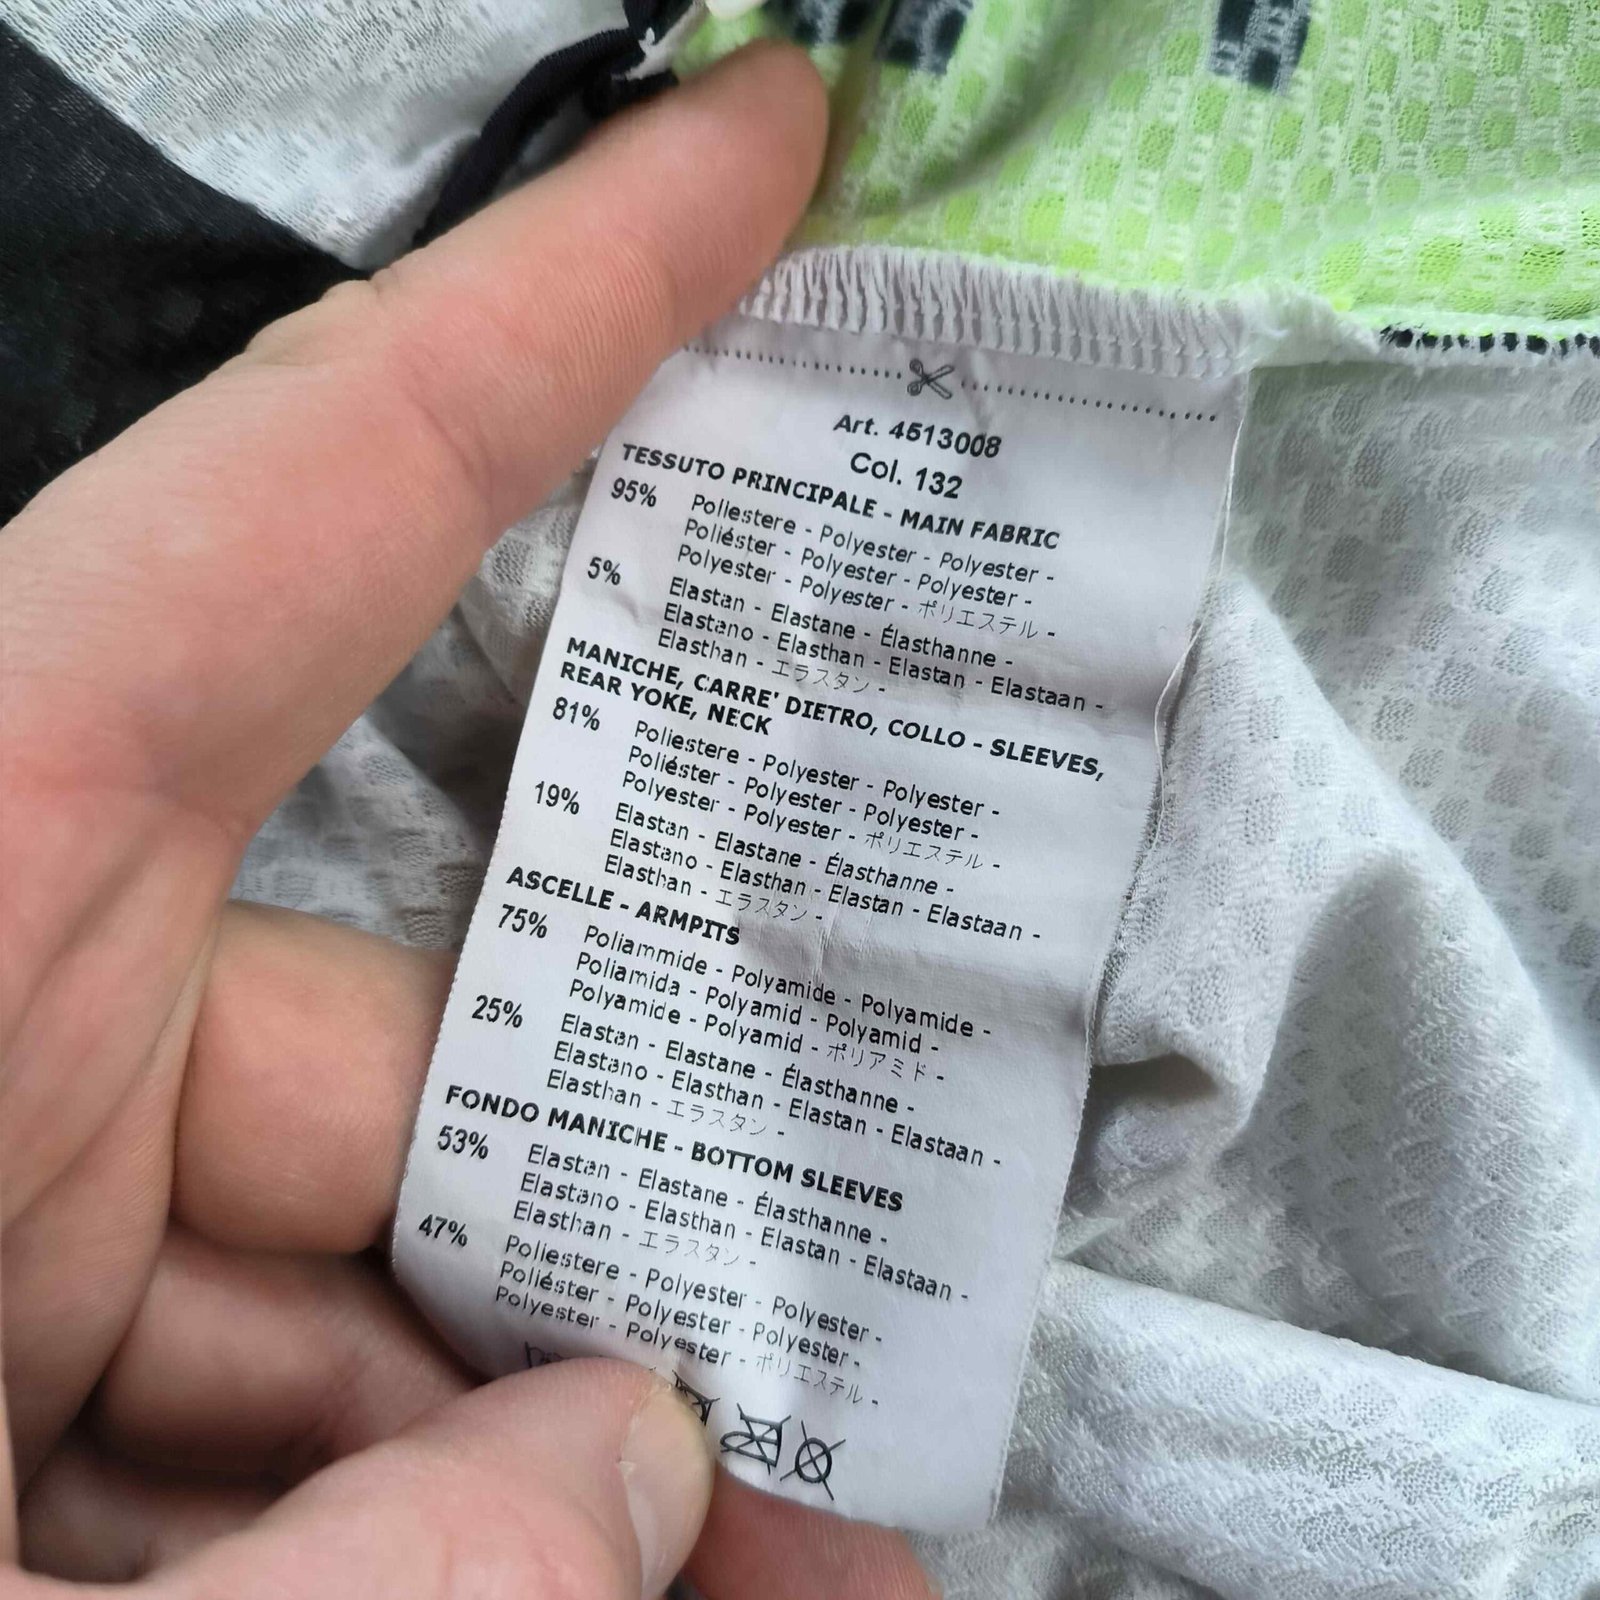 Art. 4513008
Col. 132
TESSUTO PRINCIPALE - MAIN FABRIC
95% Poliestere - Polyester - Polyester -
Poliéster - Polyester - Polyester -
Polyester - Polyester - ポリエステル -
5% Elastan - Elastane - Élasthanne -
Elastano - Elasthan - Elastan - Elastaan -
Elasthan - エラスタン -
MANICHE, CARRE' DIETRO, COLLO - SLEEVES,
REAR YOKE, NECK
81% Poliestere - Polyester - Polyester -
Poliéster - Polyester - Polyester -
Polyester - Polyester - ポリエステル -
19% Elastan - Elastane - Élasthanne -
Elastano - Elasthan - Elastan - Elastaan -
Elasthan - エラスタン -
ASCELLE - ARMPITS
75% Poliammide - Polyamide - Polyamide -
Poliamida - Polyamid - Polyamid -
Polyamide - Polyamid - ポリアミド -
25% Elastan - Elastane - Élasthanne -
Elastano - Elasthan - Elastan - Elastaan -
Elasthan - エラスタン -
FONDO MANICHE - BOTTOM SLEEVES
53% Elastan - Elastane - Élasthanne -
Elastano - Elasthan - Elastan - Elastaan -
Elasthan - エラスタン -
47% Poliestere - Polyester - Polyester -
Poliéster - Polyester - Polyester -
Polyester - Polyester - ポリエステル -